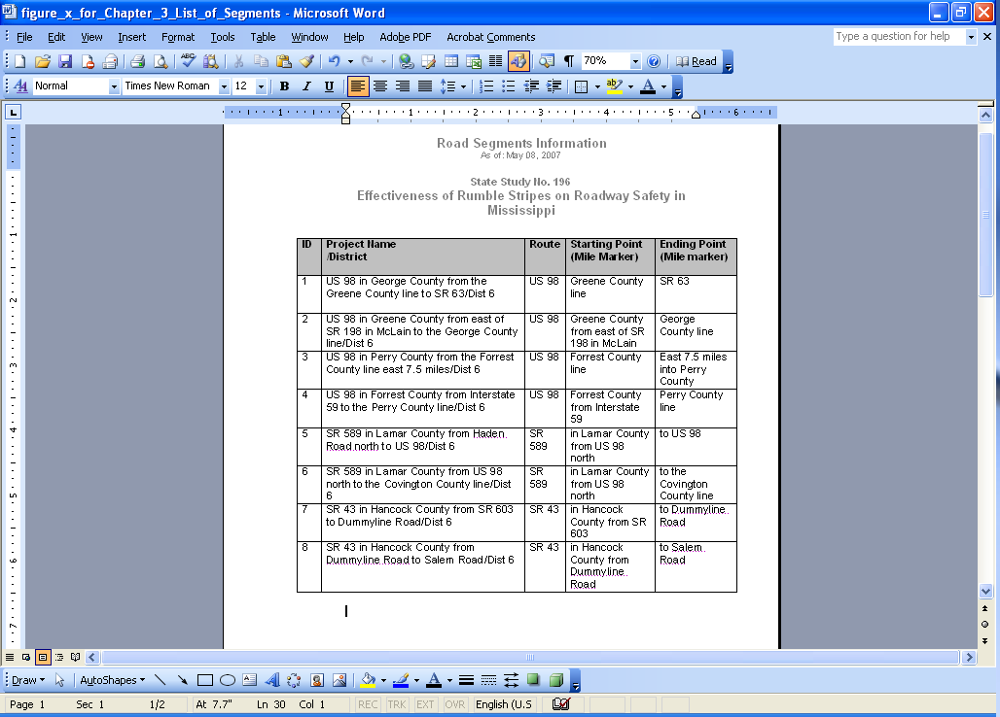 figure_x_for_Chapter_3_List_of_Segments - Microsoft Word
File Edit View Insert Format Tools Table Window Help Adobe PDF Acrobat Comments Type a question for help
70% Read
Normal Times New Roman 12 B I U
1 1 2 3 4 5 6
Road Segments Information
As of: May 08, 2007
State Study No. 196
Effectiveness of Rumble Stripes on Roadway Safety in
Mississippi
ID Project Name Route Starting Point Ending Point
/District (Mile Marker) (Mile marker)
1 US 98 in George County from the US 98 Greene County SR 63
Greene County line to SR 63/Dist 6 line
2 US 98 in Greene County from east of US 98 Greene County George
SR 198 in McLain to the George County from east of SR County line
line/Dist 6 198 in McLain
3 US 98 in Perry County from the Forrest US 98 Forrest County East 7.5 miles
County line east 7.5 miles/Dist 6 line into Perry
County
4 US 98 in Forrest County from Interstate US 98 Forrest County Perry County
59 to the Perry County line/Dist 6 from Interstate line
59
5 SR 589 in Lamar County from Haden SR in Lamar County to US 98
Road north to US 98/Dist 6 589 from US 98
north
6 SR 589 in Lamar County from US 98 SR in Lamar County to the
north to the Covington County line/Dist 589 from US 98 Covington
6 north County line
7 SR 43 in Hancock County from SR 603 SR 43 in Hancock to Dummyline
to Dummyline Road/Dist 6 County from SR Road
603
8 SR 43 in Hancock County from SR 43 in Hancock to Salem
Dummyline Road to Salem Road/Dist 6 County from Road
Dummyline
Road
Draw AutoShapes
Page 1 Sec 1 1/2 At 7.7" Ln 30 Col 1 REC TRK EXT OVR English (U.S